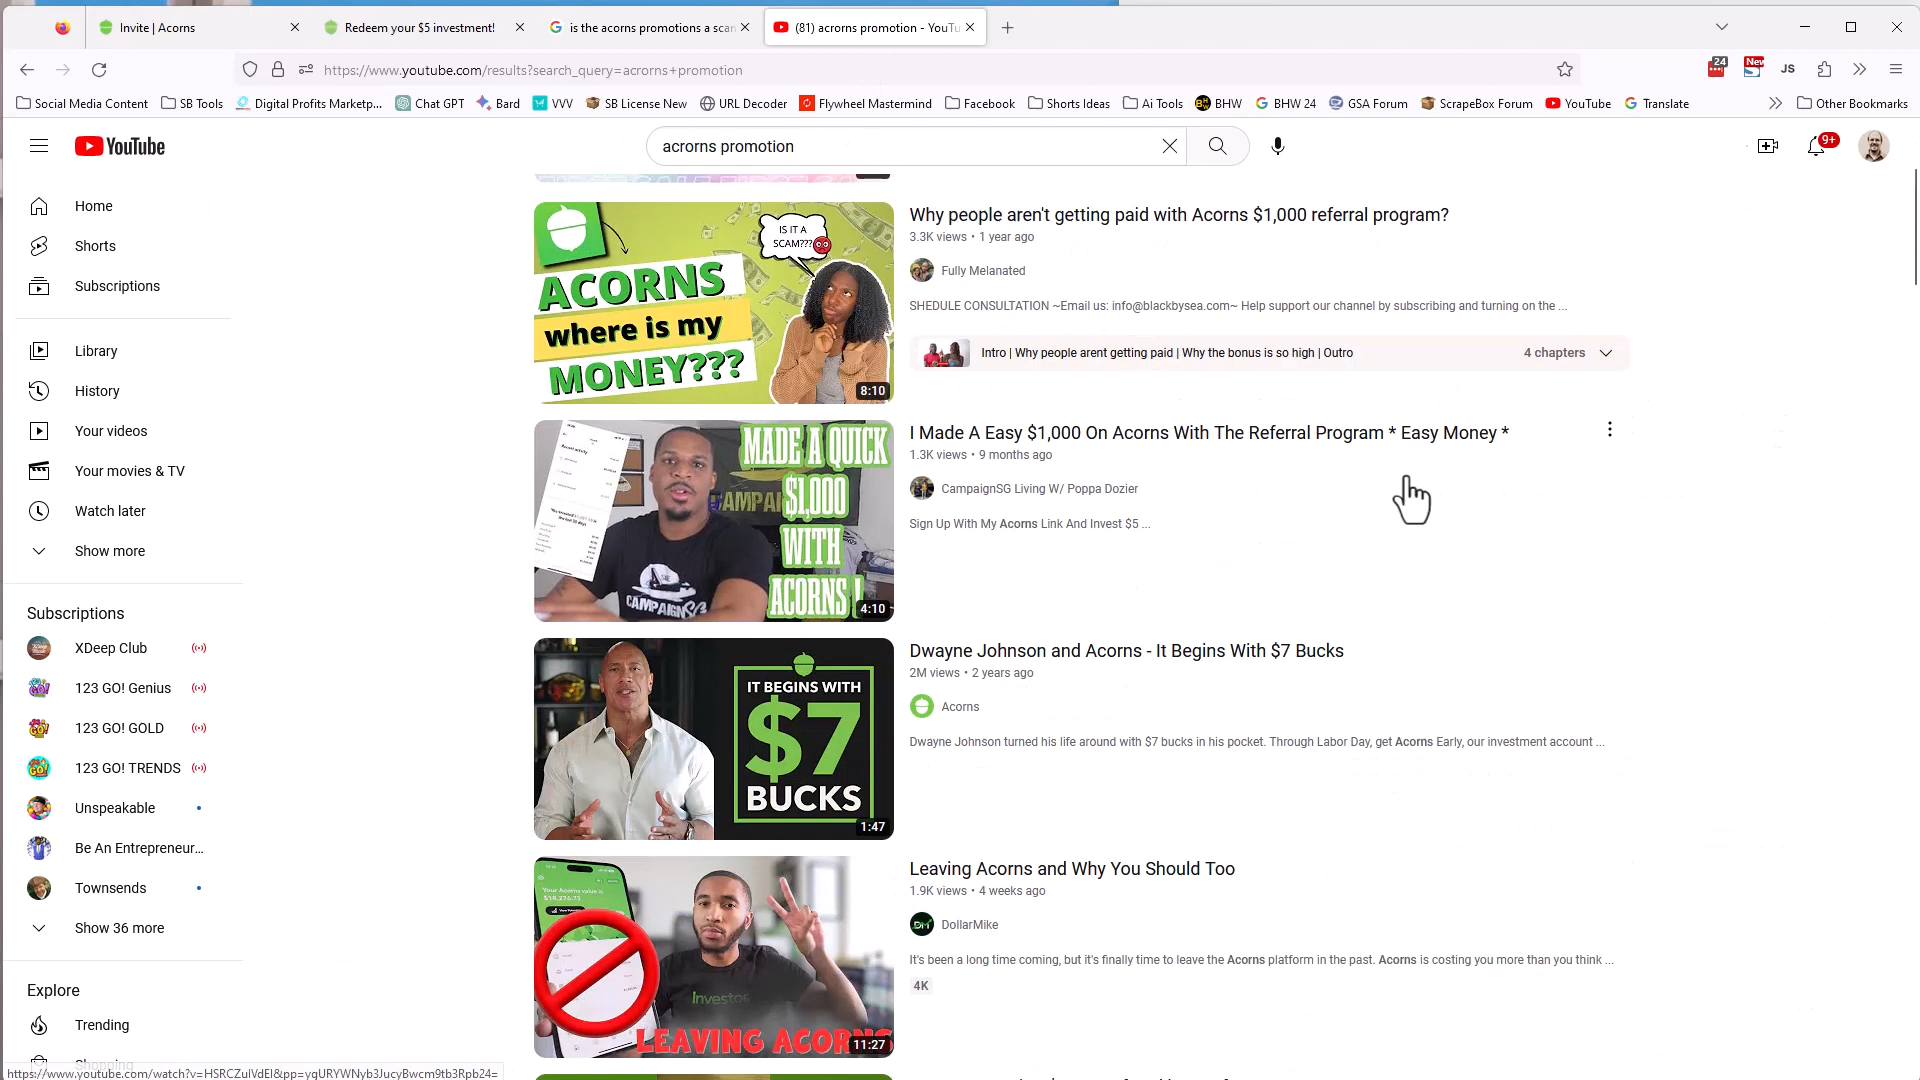 Invite | Acorns
Redeem your $5 investment!
is the acorns promotions a scam
(81) acrorns promotion - YouTu
https://www.youtube.com/results?search_query=acrorns+promotion
24
New
JS
Social Media Content
SB Tools
Digital Profits Marketp...
Chat GPT
Bard
VVV
SB License New
URL Decoder
Flywheel Mastermind
Facebook
Shorts Ideas
Ai Tools
BHW
BHW 24
GSA Forum
ScrapeBox Forum
YouTube
Translate
Other Bookmarks
YouTube
acrorns promotion
9+
Home
Shorts
Subscriptions
Library
History
Your videos
Your movies & TV
Watch later
Show more
Subscriptions
XDeep Club
123 GO! Genius
123 GO! GOLD
123 GO! TRENDS
Unspeakable
Be An Entrepreneur...
Townsends
Show 36 more
Explore
Trending
Shopping
IS IT A
SCAM???
ACORNS
where is my
MONEY???
8:10
Why people aren't getting paid with Acorns $1,000 referral program?
3.3K views • 1 year ago
Fully Melanated
SHEDULE CONSULTATION ~Email us: info@blackbysea.com~ Help support our channel by subscribing and turning on the ...
Intro | Why people arent getting paid | Why the bonus is so high | Outro
4 chapters
MADE A QUICK
$1,000
WITH
ACORNS !
CAMPAIGNSG
4:10
I Made A Easy $1,000 On Acorns With The Referral Program * Easy Money *
1.3K views • 9 months ago
CampaignSG Living W/ Poppa Dozier
Sign Up With My Acorns Link And Invest $5 ...
IT BEGINS WITH
$7
BUCKS
1:47
Dwayne Johnson and Acorns - It Begins With $7 Bucks
2M views • 2 years ago
Acorns
Dwayne Johnson turned his life around with $7 bucks in his pocket. Through Labor Day, get Acorns Early, our investment account ...
Your Acorns value is
Investor
LEAVING ACORNS
11:27
Leaving Acorns and Why You Should Too
1.9K views • 4 weeks ago
DollarMike
It's been a long time coming, but it's finally time to leave the Acorns platform in the past. Acorns is costing you more than you think ...
4K
https://www.youtube.com/watch?v=HSRCZulVdEI&pp=ygURYWNyb3JucyBwcm9tb3Rpb24=